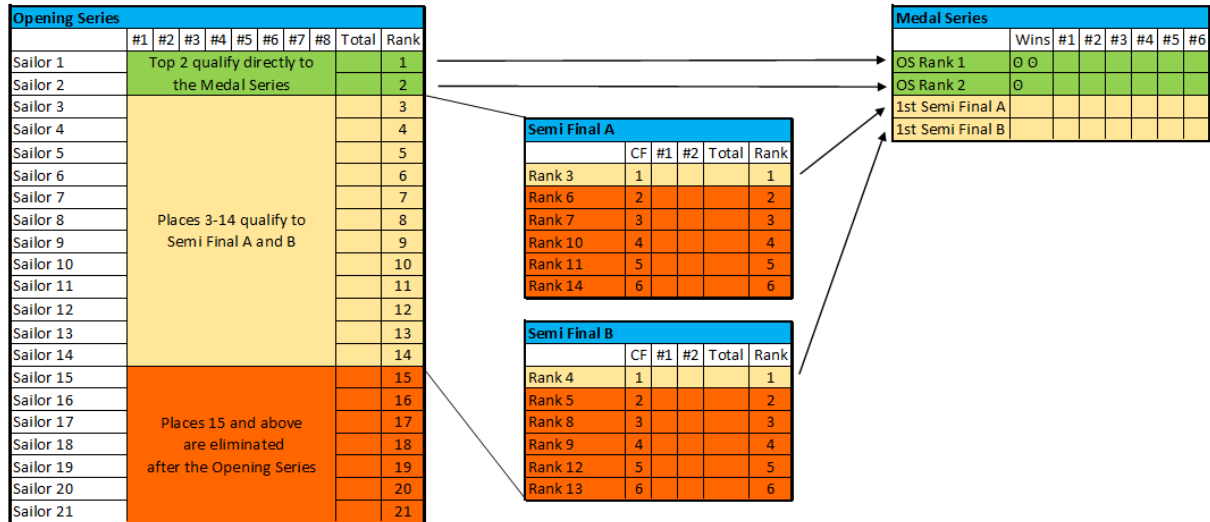 Opening Series
#1 #2 #3 #4 #5 #6 #7 #8 Total Rank
Sailor 1 Top 2 qualify directly to 1
Sailor 2 the Medal Series 2
Sailor 3 3
Sailor 4 4
Sailor 5 5
Sailor 6 6
Sailor 7 7
Sailor 8 Places 3-14 qualify to 8
Sailor 9 Semi Final A and B 9
Sailor 10 10
Sailor 11 11
Sailor 12 12
Sailor 13 13
Sailor 14 14
Sailor 15 15
Sailor 16 16
Sailor 17 Places 15 and above 17
Sailor 18 are eliminated 18
Sailor 19 after the Opening Series 19
Sailor 20 20
Sailor 21 21
Semi Final A
CF #1 #2 Total Rank
Rank 3 1 1
Rank 6 2 2
Rank 7 3 3
Rank 10 4 4
Rank 11 5 5
Rank 14 6 6
Semi Final B
CF #1 #2 Total Rank
Rank 4 1 1
Rank 5 2 2
Rank 8 3 3
Rank 9 4 4
Rank 12 5 5
Rank 13 6 6
Medal Series
Wins #1 #2 #3 #4 #5 #6
OS Rank 1 ʘ ʘ
OS Rank 2 ʘ
1st Semi Final A
1st Semi Final B